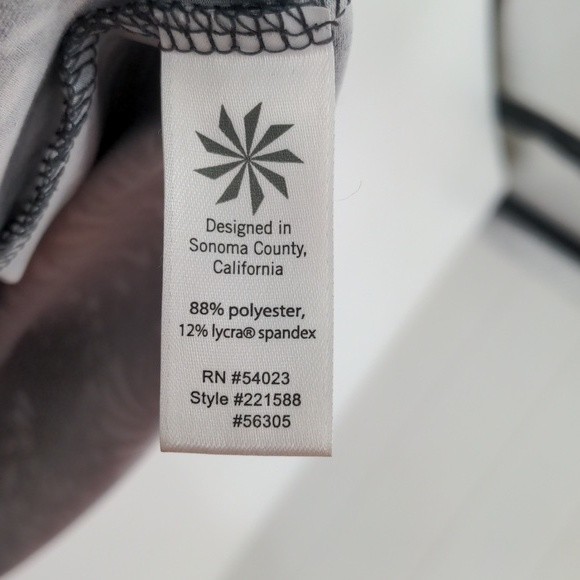 Designed in
Sonoma County,
California
88% polyester,
12% lycra® spandex
RN #54023
Style #221588
#56305